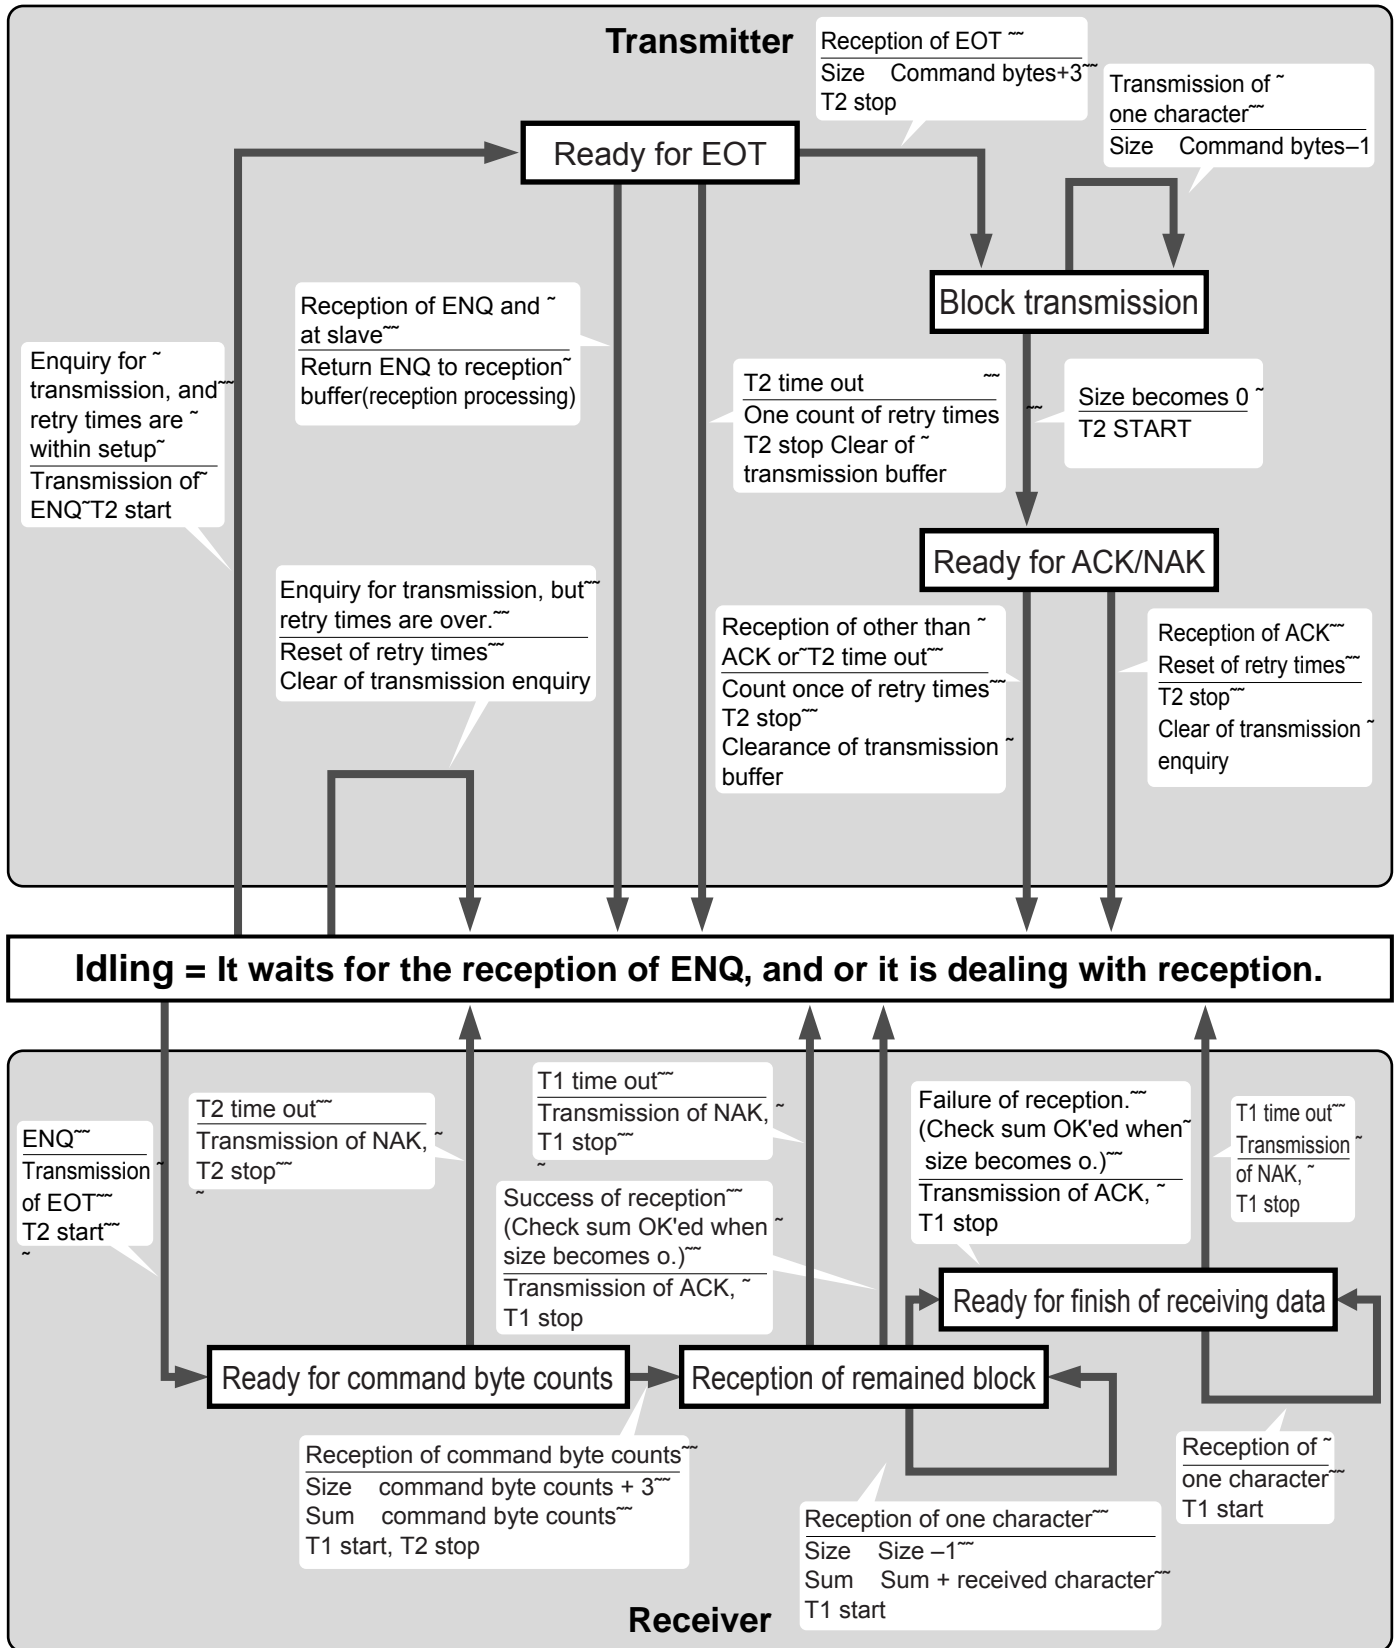 Transmitter
Reception of EOT ~~
Size Command bytes+3~~
T2 stop
Transmission of ~
one character~~
Size Command bytes–1
Ready for EOT
Block transmission
Reception of ENQ and ~
at slave~~
Return ENQ to reception~
buffer(reception processing)
Enquiry for ~
transmission, and~~
retry times are ~
within setup~
Transmission of~
ENQ~T2 start
T2 time out ~~
One count of retry times
T2 stop Clear of ~
transmission buffer
~~
Size becomes 0 ~
T2 START
Ready for ACK/NAK
Enquiry for transmission, but~~
retry times are over.~~
Reset of retry times~~
Clear of transmission enquiry
Reception of other than ~
ACK or~T2 time out~~
Count once of retry times~~
T2 stop~~
Clearance of transmission ~
buffer
Reception of ACK~~
Reset of retry times~~
T2 stop~~
Clear of transmission ~
enquiry
Idling = It waits for the reception of ENQ, and or it is dealing with reception.
ENQ~~
Transmission ~
of EOT~~
T2 start~~
~
T2 time out~~
Transmission of NAK, ~
T2 stop~~
~
T1 time out~~
Transmission of NAK, ~
T1 stop~~
~
Success of reception~~
(Check sum OK'ed when ~
size becomes o.)~~
Transmission of ACK, ~
T1 stop
Failure of reception.~~
(Check sum OK'ed when~
size becomes o.)~~
Transmission of ACK, ~
T1 stop
T1 time out~~
Transmission ~
of NAK, ~
T1 stop
Ready for finish of receiving data
Ready for command byte counts
Reception of remained block
Reception of command byte counts~~
Size command byte counts + 3~~
Sum command byte counts~~
T1 start, T2 stop
Reception of one character~~
Size Size –1~~
Sum Sum + received character~~
T1 start
Reception of ~
one character~~
T1 start
Receiver